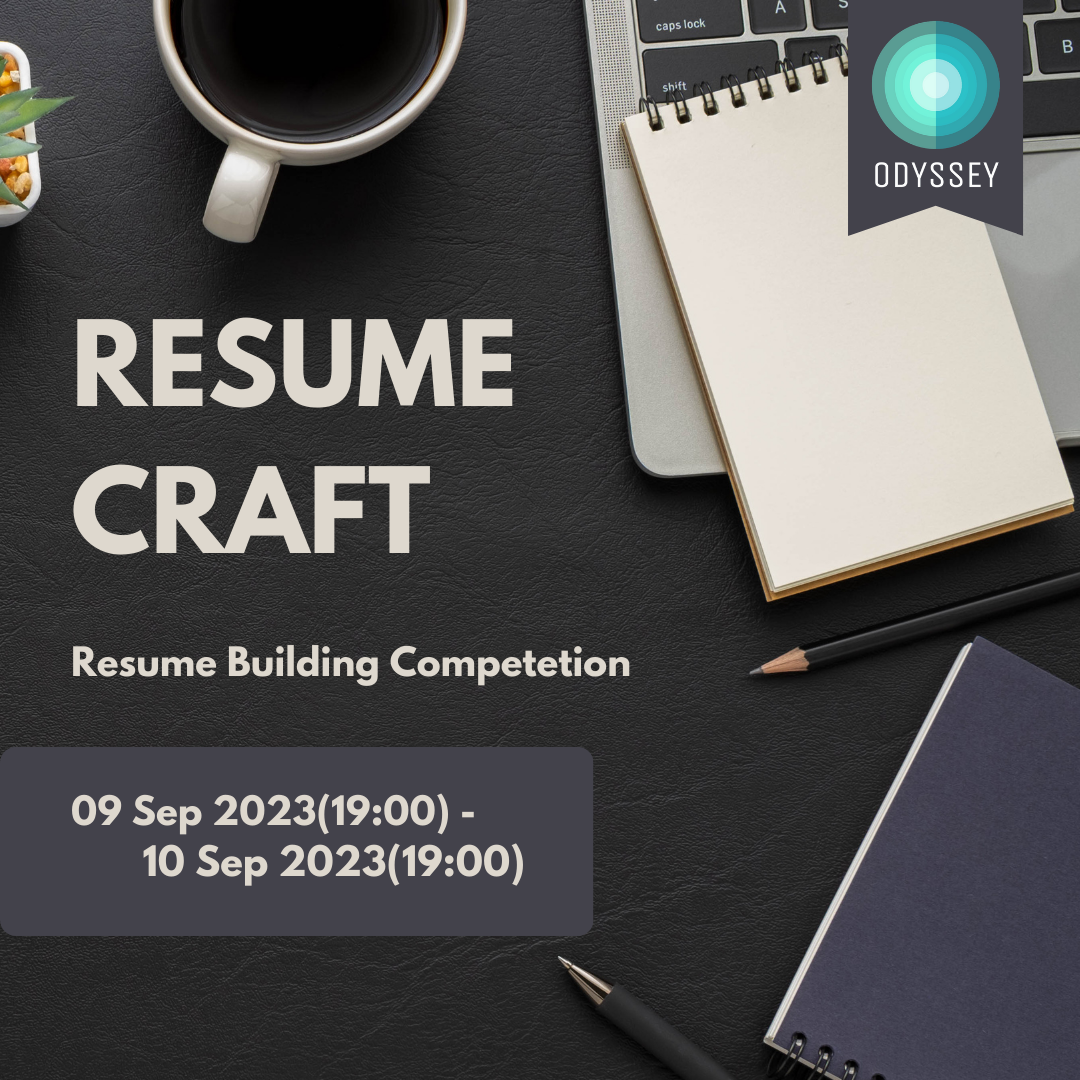 caps lock
A
S
B
shift
ODYSSEY
RESUME
CRAFT
Resume Building Competetion
09 Sep 2023(19:00) -
10 Sep 2023(19:00)